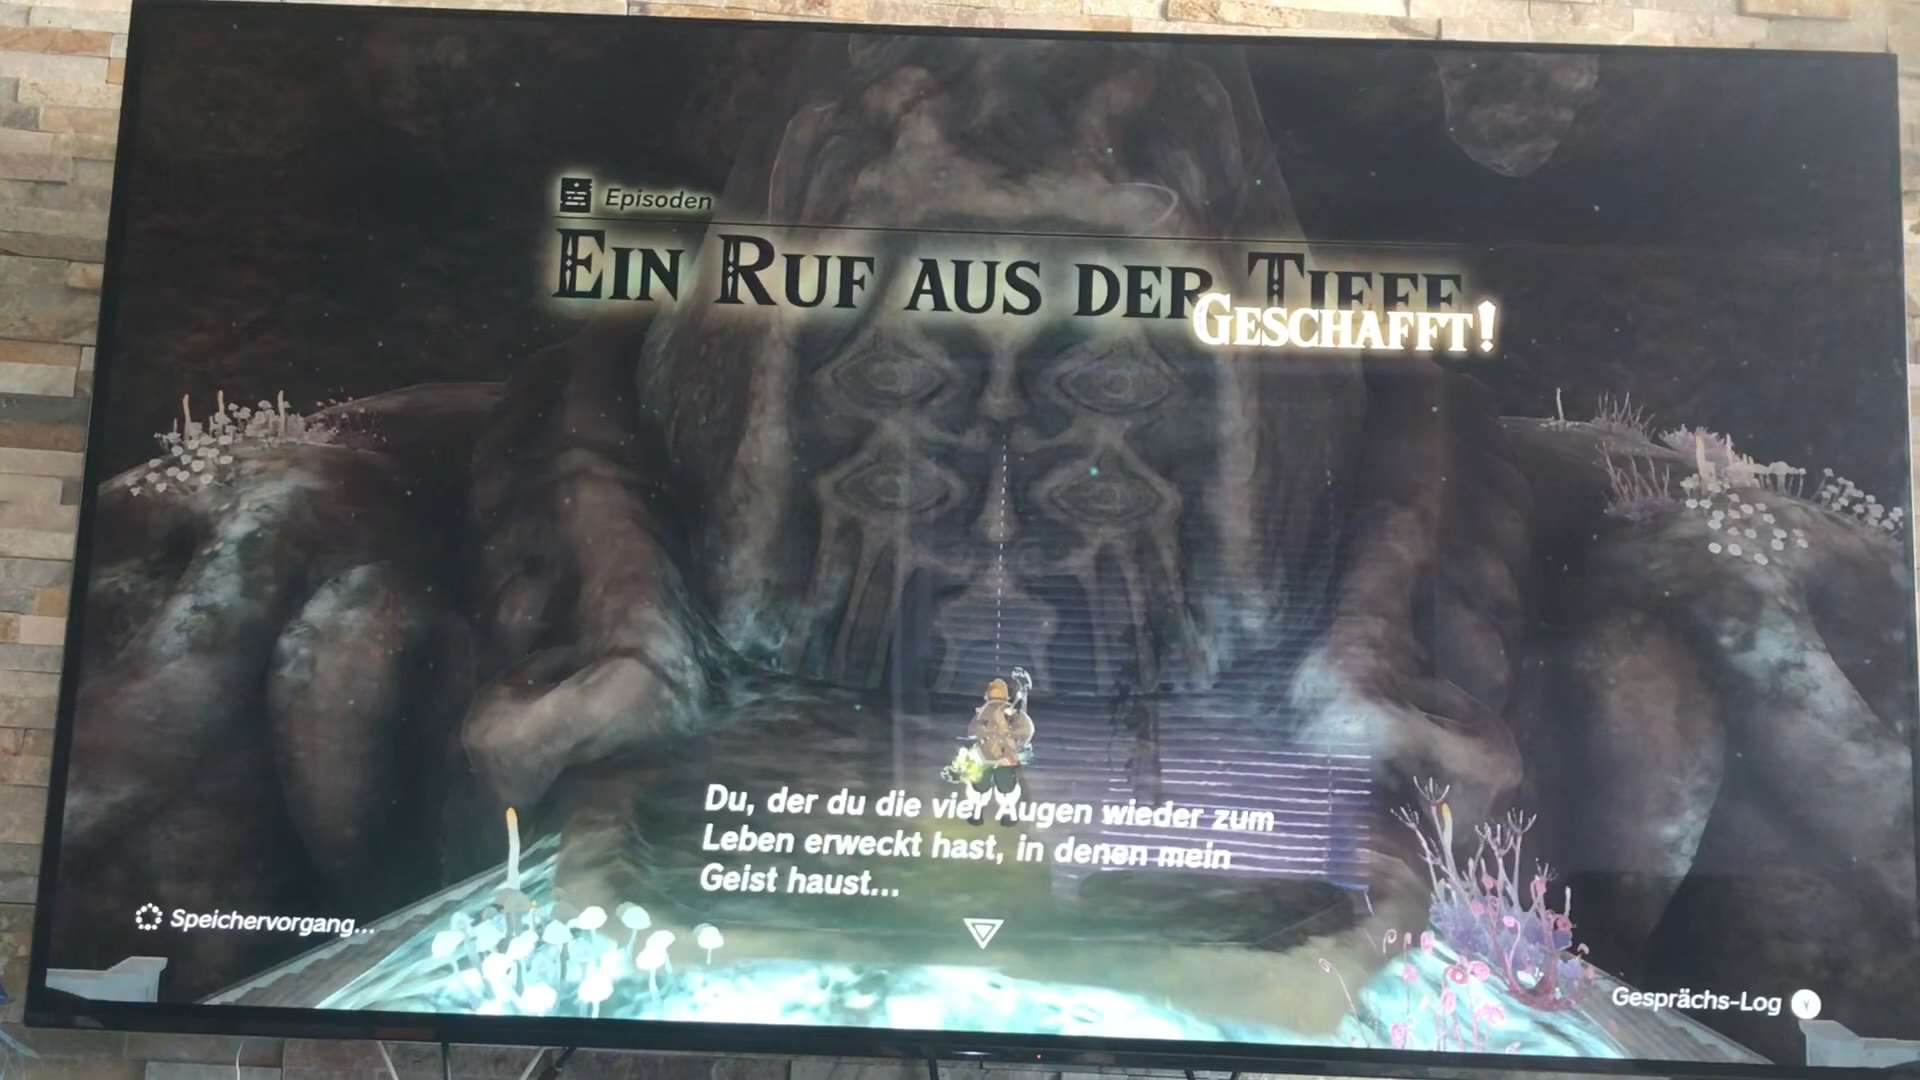 Episoden
EIN RUF AUS DER TIEFE
GESCHAFFT!
Du, der du die vier Augen wieder zum
Leben erweckt hast, in denen mein
Geist haust...
Speichervorgang...
Gesprächs-Log Y